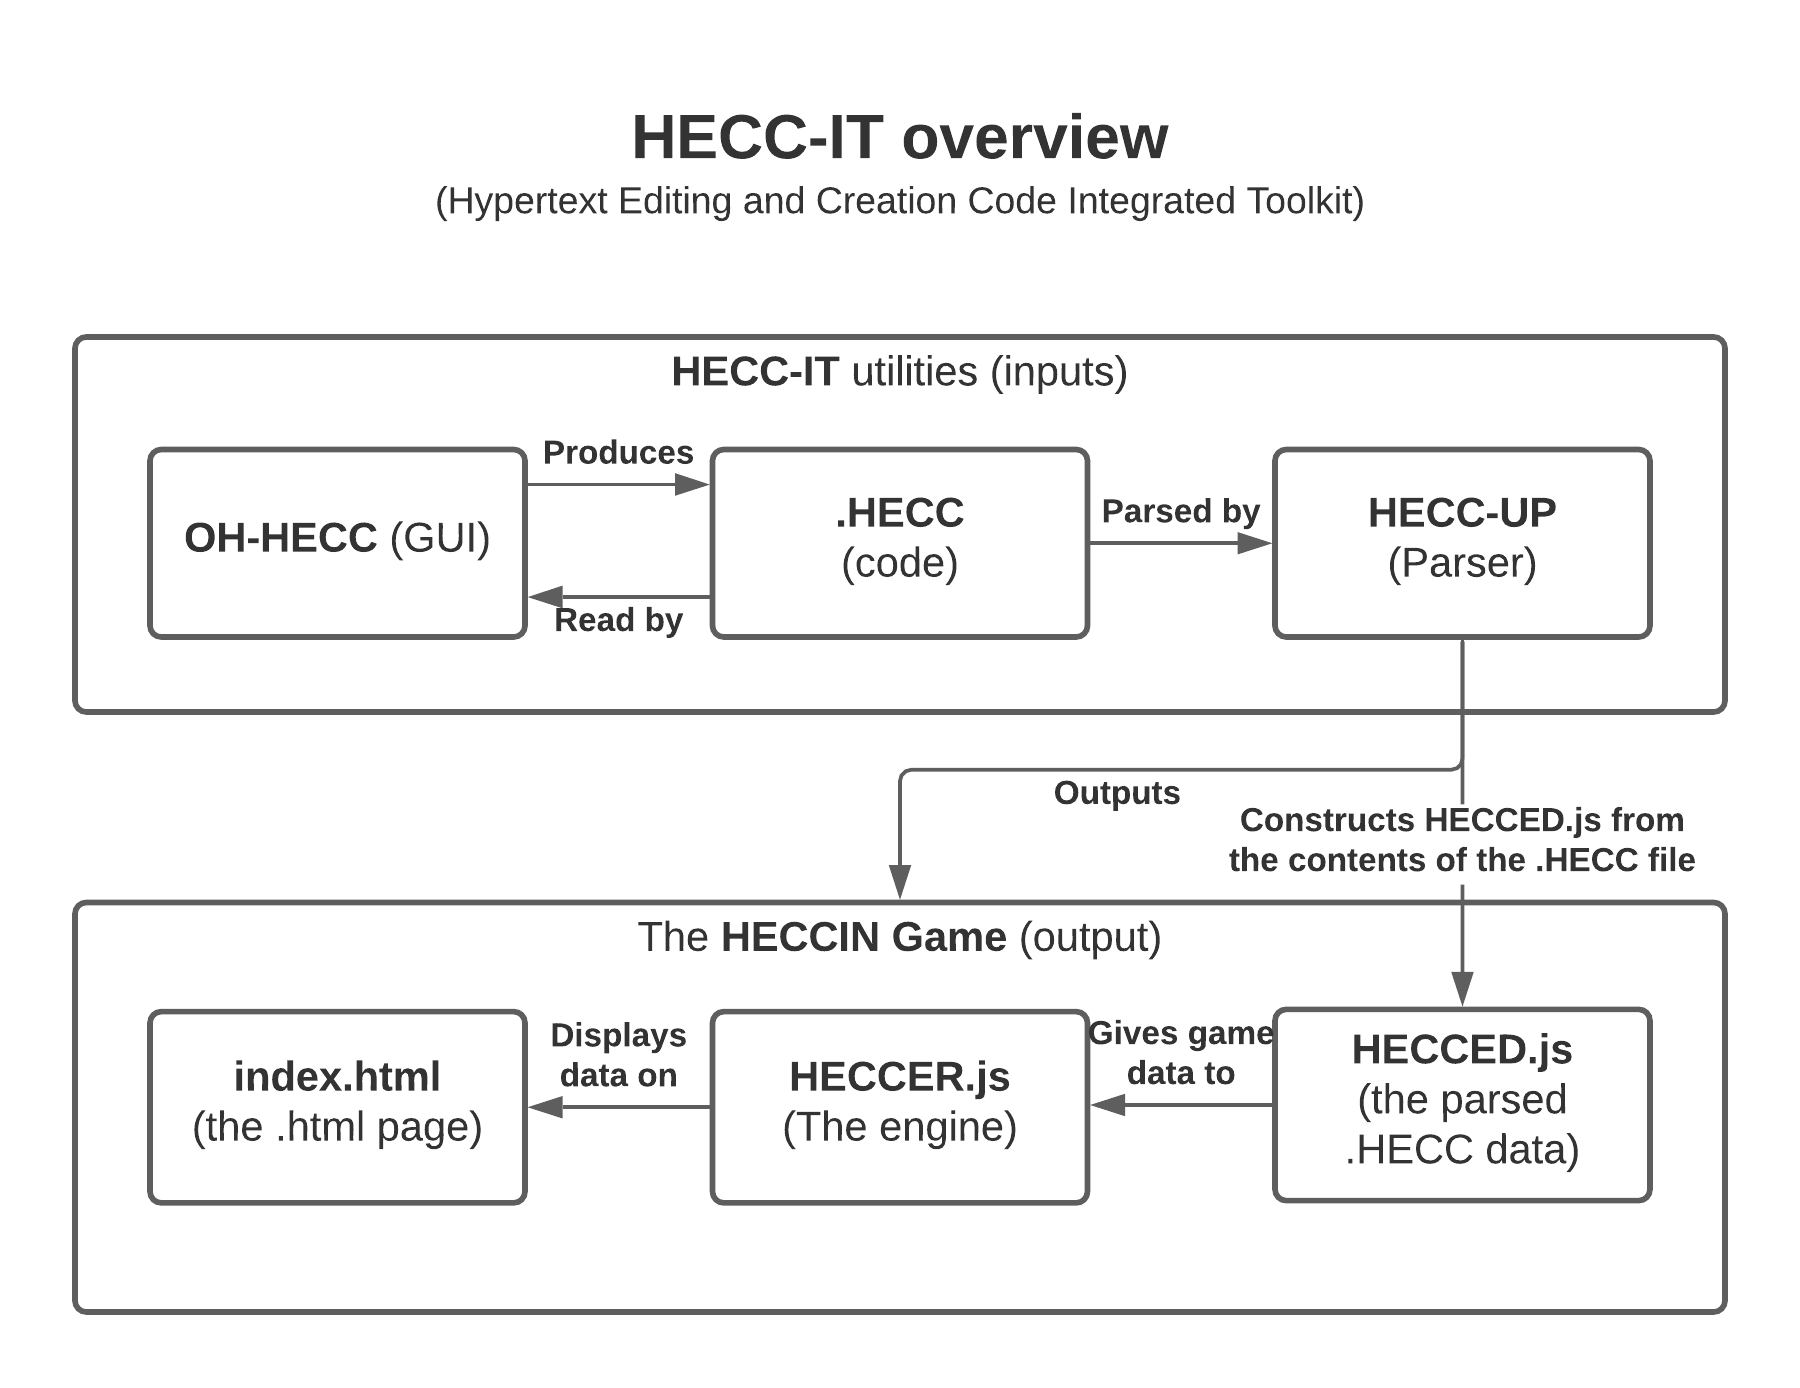 HECC-IT overview
(Hypertext Editing and Creation Code Integrated Toolkit)
HECC-IT utilities (inputs)
OH-HECC (GUI)
Produces
Read by
.HECC
(code)
Parsed by
HECC-UP
(Parser)
Outputs
Constructs HECCED.js from
the contents of the .HECC file
The HECCIN Game (output)
index.html
(the .html page)
Displays
data on
HECCER.js
(The engine)
Gives game
data to
HECCED.js
(the parsed
.HECC data)